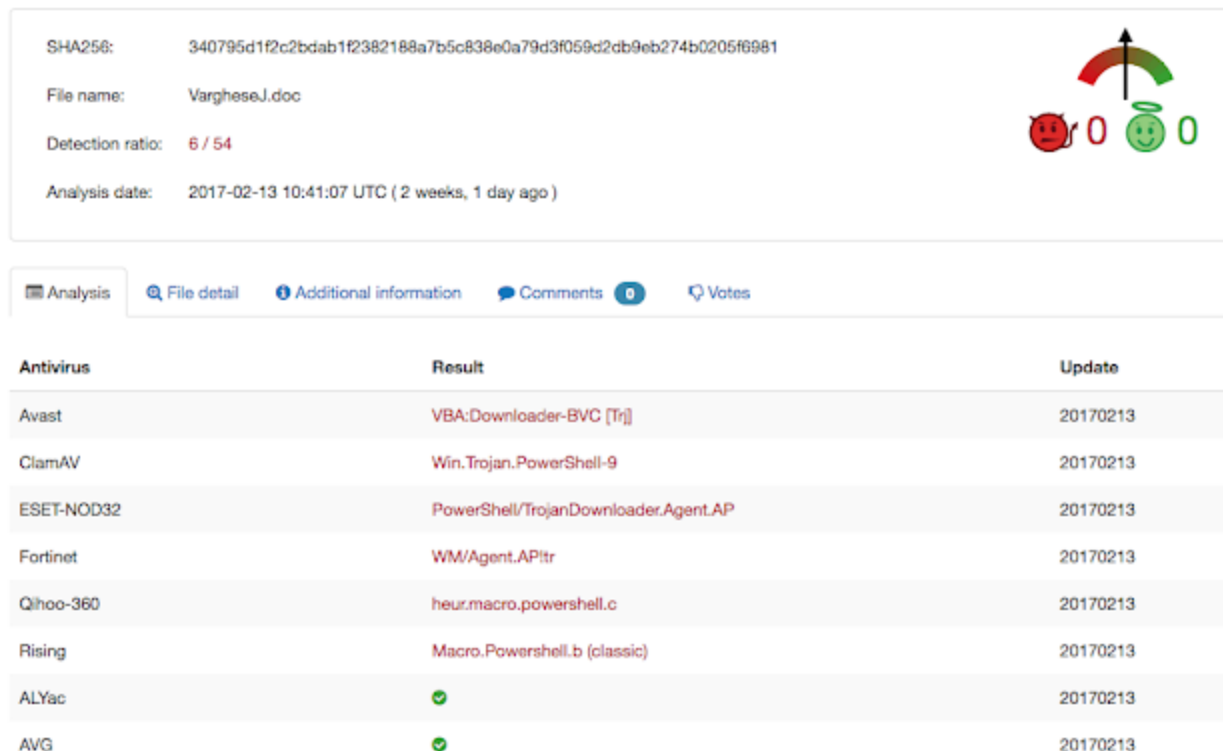 SHA256: 340795d1f2c2bdab1f2382188a7b5c838e0a79d3f059d2db9eb274b0205f6981
File name: VargheseJ.doc
Detection ratio: 6 / 54
0 0
Analysis date: 2017-02-13 10:41:07 UTC ( 2 weeks, 1 day ago )
Analysis File detail Additional information Comments 0 Votes
Antivirus Result Update
Avast VBA:Downloader-BVC [Trj] 20170213
ClamAV Win.Trojan.PowerShell-9 20170213
ESET-NOD32 PowerShell/TrojanDownloader.Agent.AP 20170213
Fortinet WM/Agent.AP!tr 20170213
Qihoo-360 heur.macro.powershell.c 20170213
Rising Macro.Powershell.b (classic) 20170213
ALYac 20170213
AVG 20170213